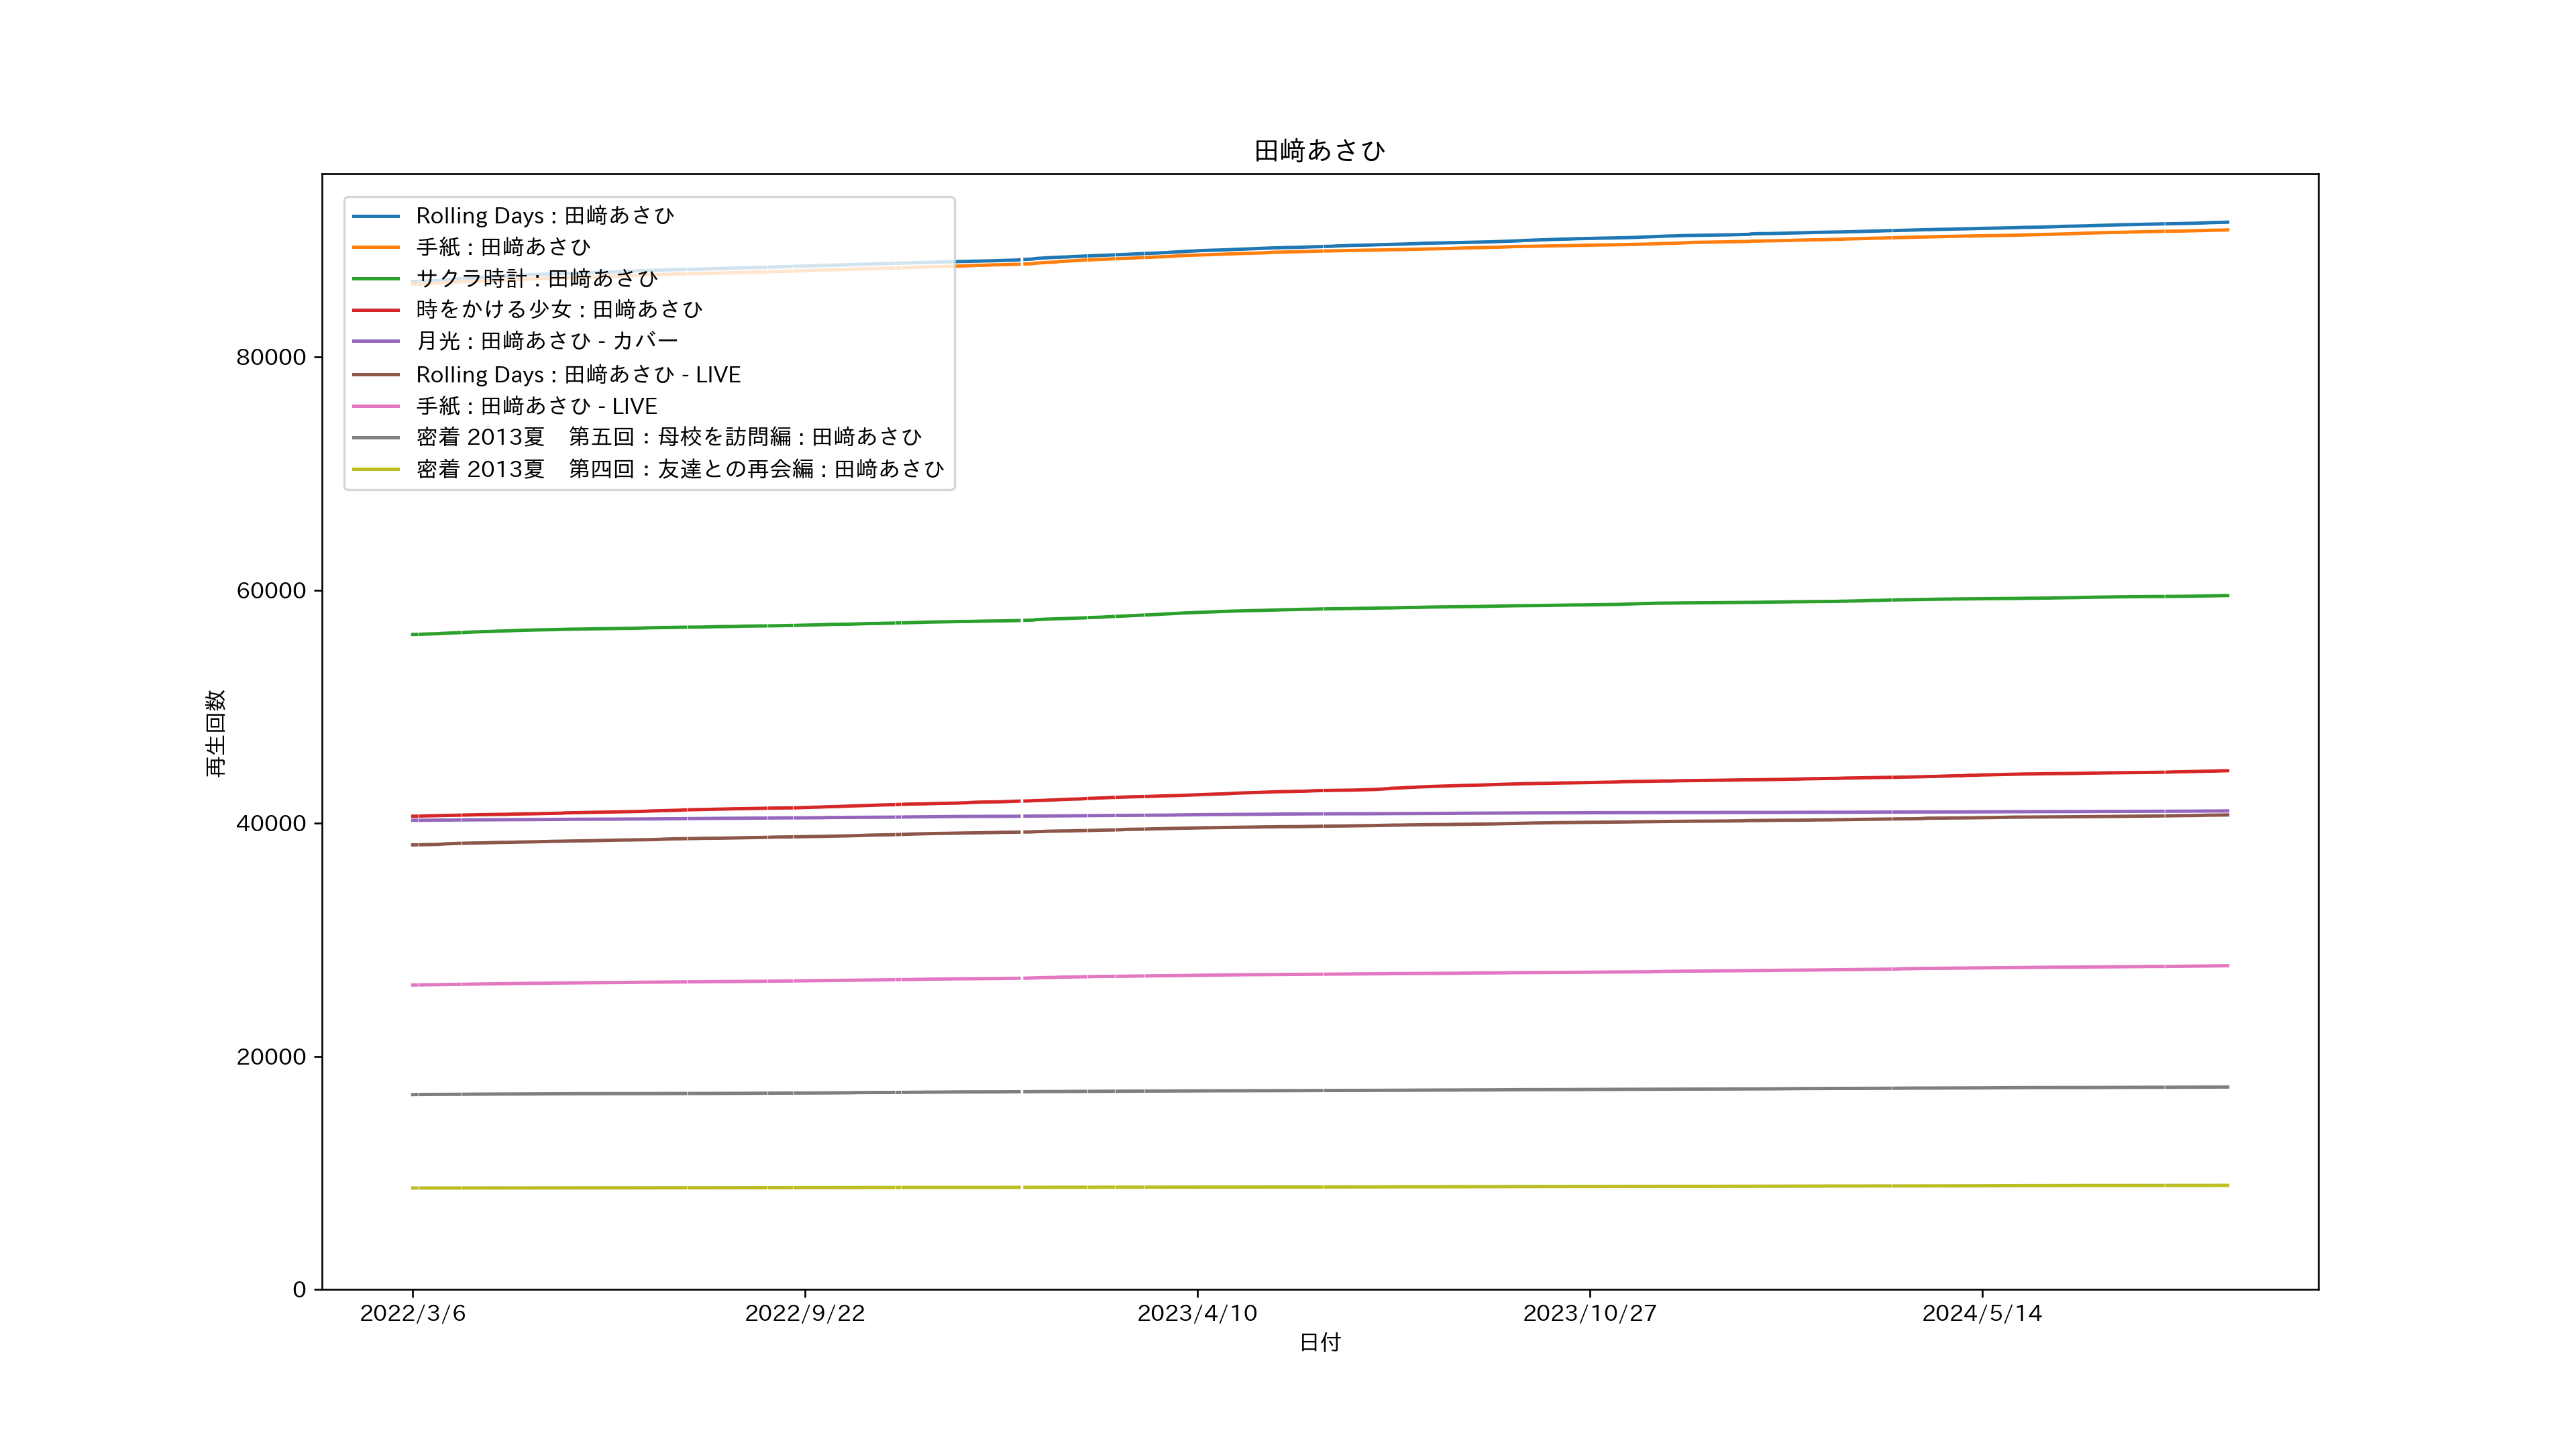 田﨑あさひ
Rolling Days : 田﨑あさひ
手紙 : 田﨑あさひ
サクラ時計 : 田﨑あさひ
時をかける少女 : 田﨑あさひ
月光 : 田﨑あさひ - カバー
Rolling Days : 田﨑あさひ - LIVE
手紙 : 田﨑あさひ - LIVE
密着 2013夏　第五回：母校を訪問編 : 田﨑あさひ
密着 2013夏　第四回：友達との再会編 : 田﨑あさひ
80000
60000
40000
20000
0
再生回数
2022/3/6 2022/9/22 2023/4/10 2023/10/27 2024/5/14
日付